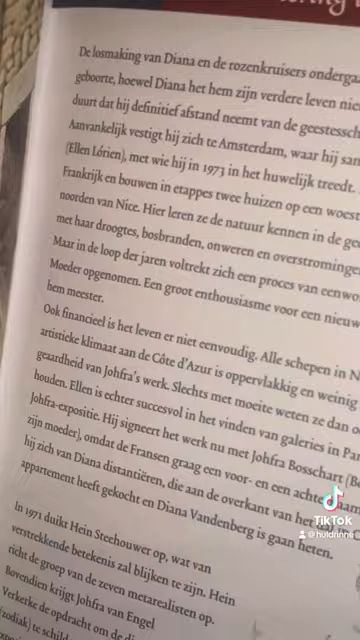 De losmaking van Diana en de rozenkruisers onderga
geboorte, hoewel Diana het hem zijn verdere leven nie
duurt dat hij definitief afstand neemt van de geestessch
Aanvankelijk vestigt hij zich te Amsterdam, waar hij sam
(Ellen Lórien), met wie hij in 1973 in het huwelijk treedt.
Frankrijk en bouwen in etappes twee huizen op een woest
noorden van Nice. Hier leren ze de natuur kennen in de ge
met haar droogtes, bosbranden, onweren en overstrominge
Maar in de loop der jaren voltrekt zich een proces van eenwo
Moeder opgenomen. Een groot enthousiasme voor een nieuw
hem meester.
Ook financieel is het leven er niet eenvoudig. Alle schepen in N
artistieke klimaat aan de Côte d'Azur is oppervlakkig en weinig
geaardheid van Johfra's werk. Slechts met moeite weten ze dan o
houden. Ellen is echter succesvol in het vinden van galeries in Par
Johfra-expositie. Hij signeert het werk nu met Johfra Bosschart (B
zijn moeder), omdat de Fransen graag een voor- en een achternam
hij zich van Diana distantiëren, die aan de overkant van het
appartement heeft gekocht en Diana Vandenberg is gaan heten.
In 1971 duikt Hein Steehouwer op, wat van
verstrekkende betekenis zal blijken te zijn. Hein
richt de groep van de zeven metarealisten op.
Bovendien krijgt Johfra van Engel
Verkerke de opdracht om de di
(zodiak) te schild
TikTok
@huldrinne